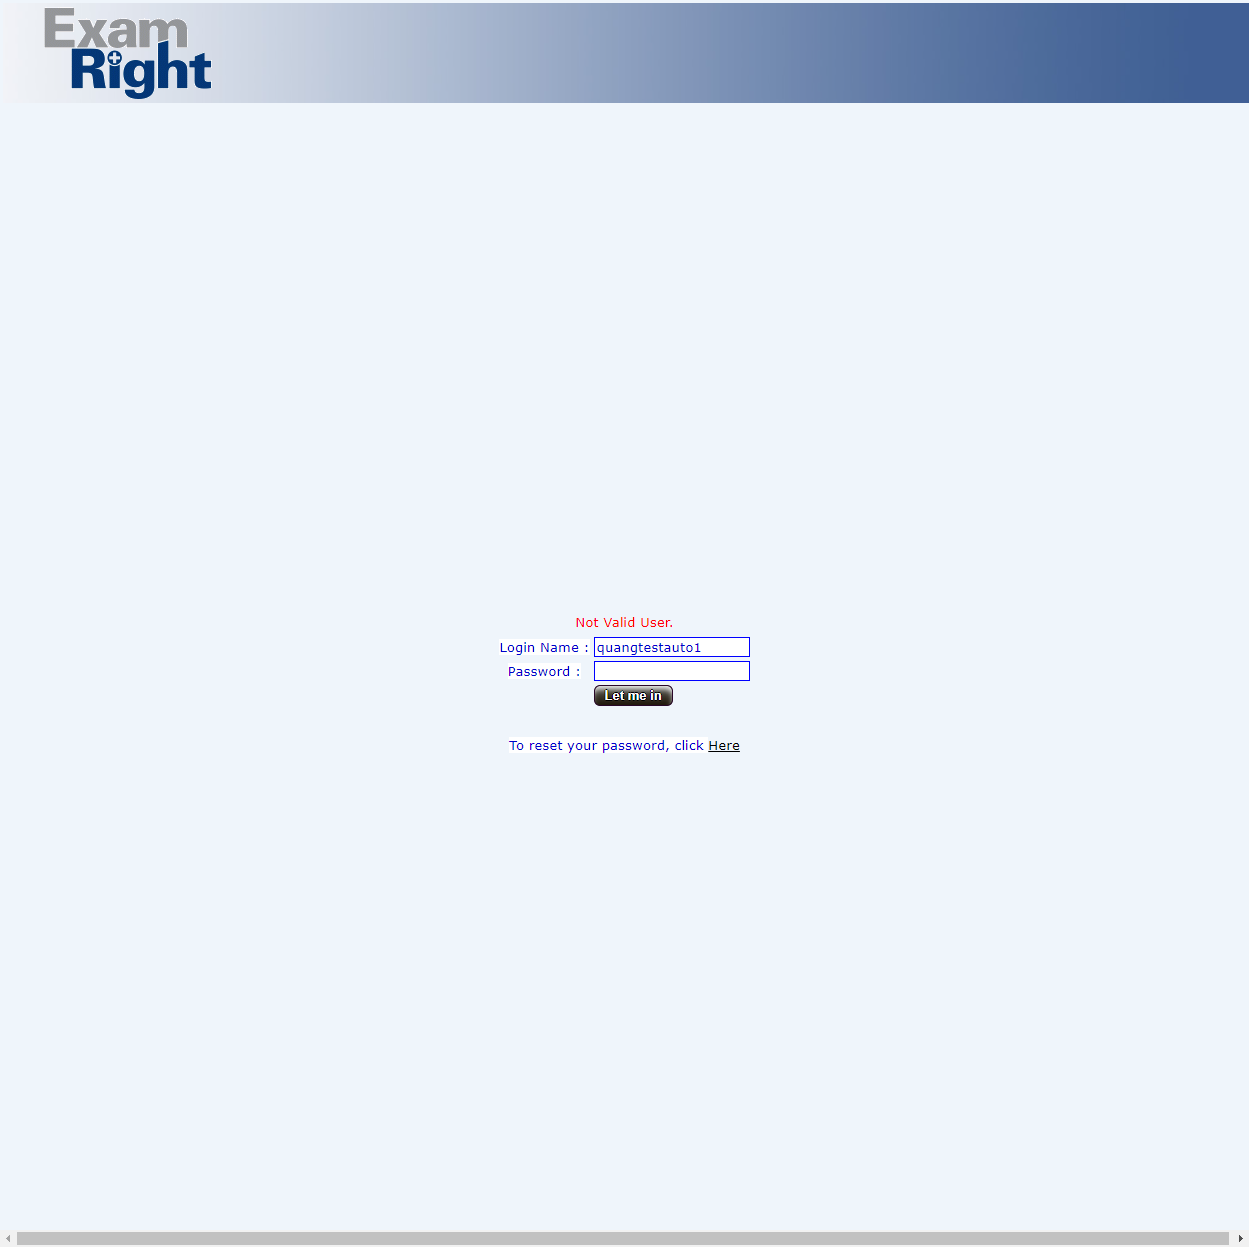 Exam
Right
Not Valid User.
Login Name : quangtestauto1
Password :
Let me in
To reset your password, click Here